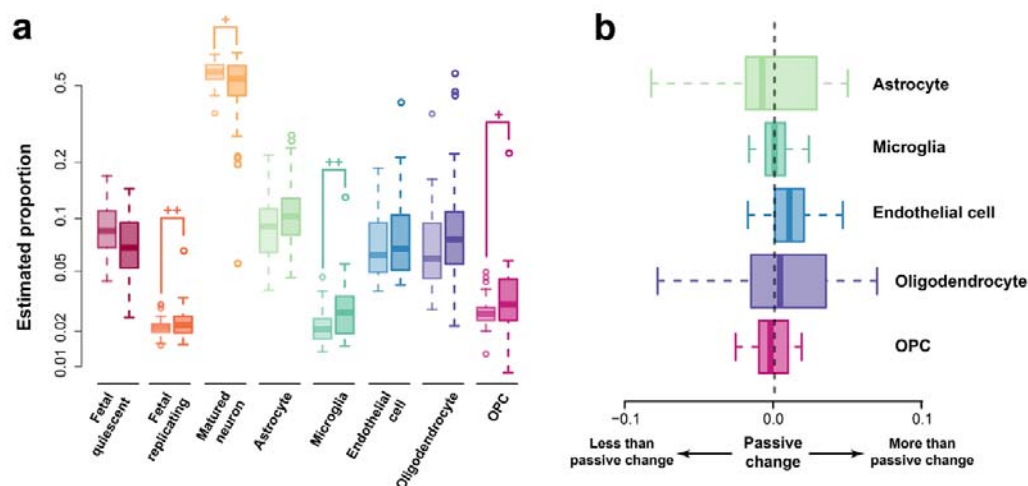 a
b
Estimated proportion
0.5
0.2
0.1
0.05
0.02
0.01
+
++
++
+
Fetal
quiescent
Fetal
replicating
Matured
neuron
Astrocyte
Microglia
Endothelial
cell
Oligodendrocyte
OPC
Astrocyte
Microglia
Endothelial cell
Oligodendrocyte
OPC
−0.1
0.0
0.1
Less than
passive change
Passive
change
More than
passive change